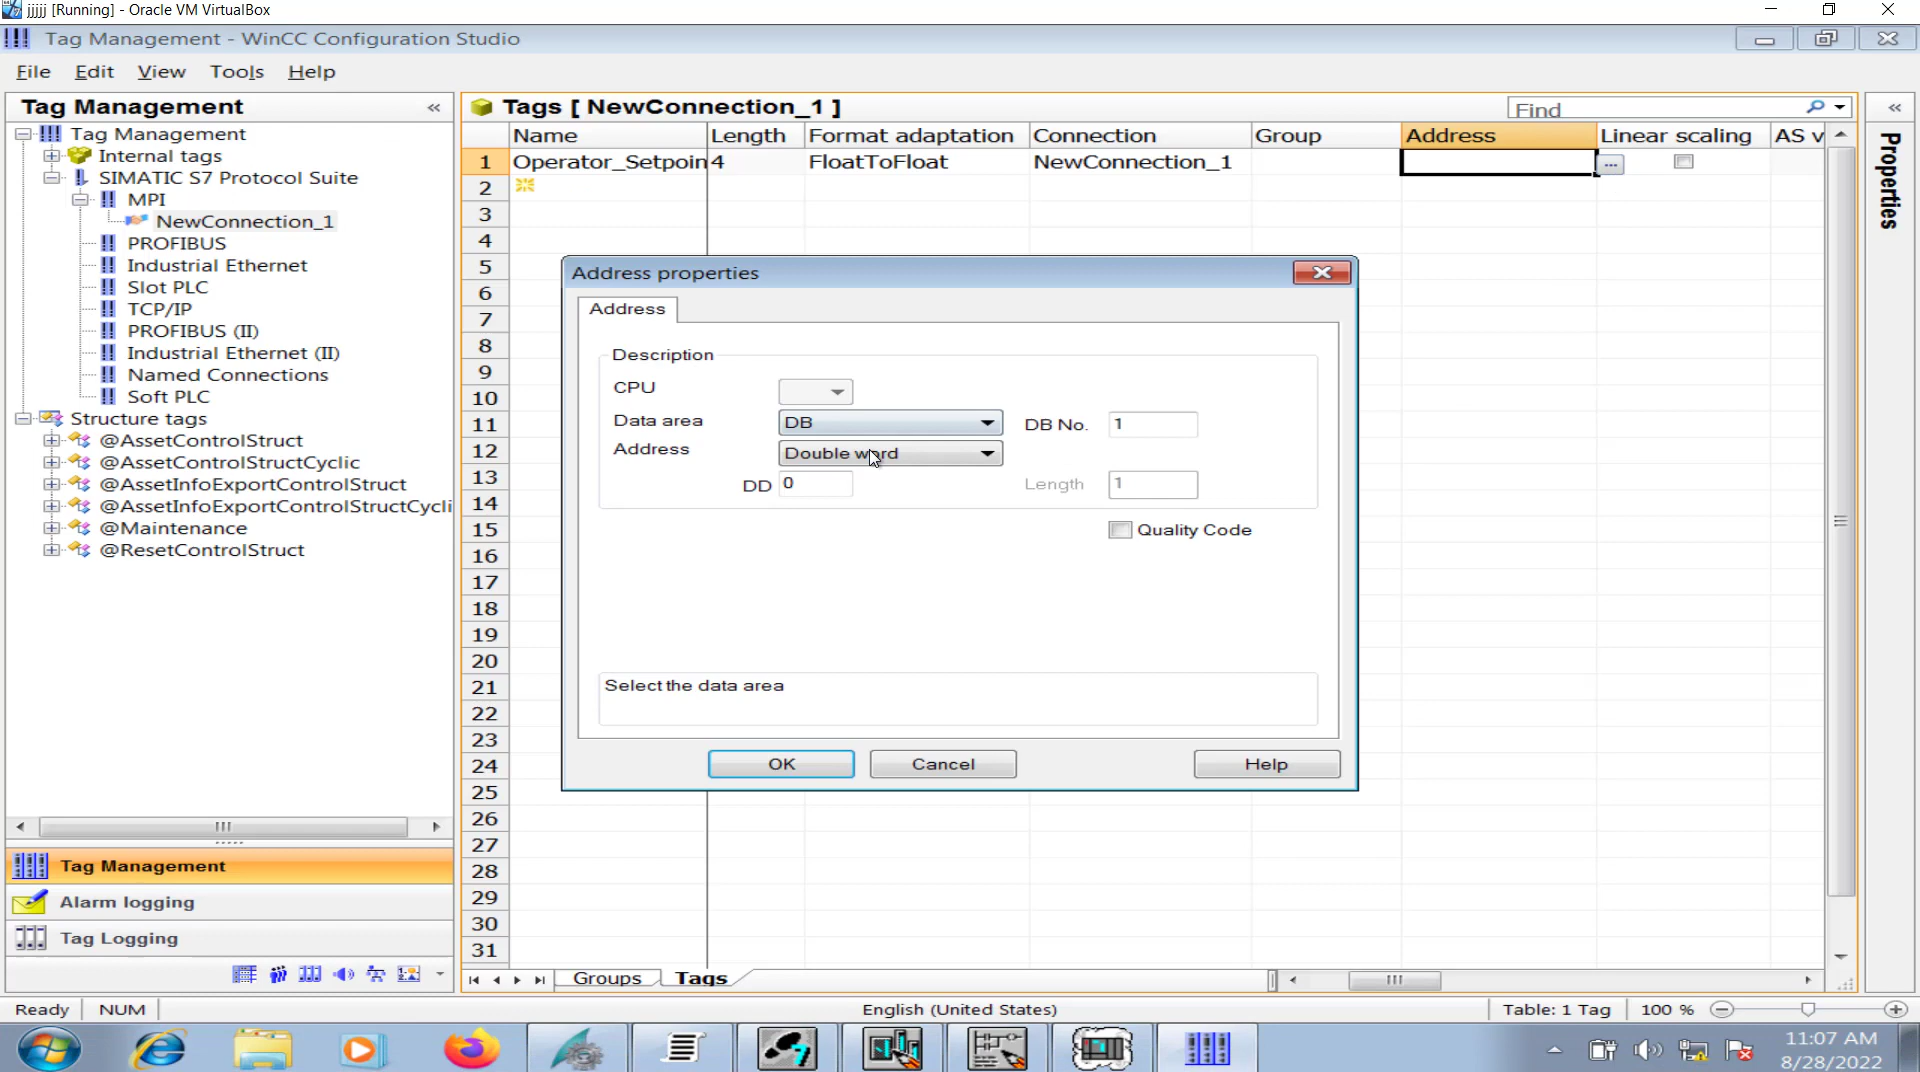 jjjjj [Running] - Oracle VM VirtualBox
Tag Management - WinCC Configuration Studio
File Edit View Tools Help
Tag Management «
Tag Management
Internal tags
SIMATIC S7 Protocol Suite
MPI
NewConnection_1
PROFIBUS
Industrial Ethernet
Slot PLC
TCP/IP
PROFIBUS (II)
Industrial Ethernet (II)
Named Connections
Soft PLC
Structure tags
@AssetControlStruct
@AssetControlStructCyclic
@AssetInfoExportControlStruct
@AssetInfoExportControlStructCycli
@Maintenance
@ResetControlStruct
Tag Management
Alarm logging
Tag Logging
Tags [ NewConnection_1 ]
Find
Name Length Format adaptation Connection Group Address Linear scaling AS v
1 Operator_Setpoin 4 FloatToFloat NewConnection_1 ...
2
3
4
5
6
7
8
9
10
11
12
13
14
15
16
17
18
19
20
21
22
23
24
25
26
27
28
29
30
31
Address properties
Address
Description
CPU
Data area DB DB No. 1
Address Double word
DD 0 Length 1
Quality Code
Select the data area
OK Cancel Help
Groups Tags
«
Properties
Ready NUM English (United States) Table: 1 Tag 100 %
11:07 AM
8/28/2022